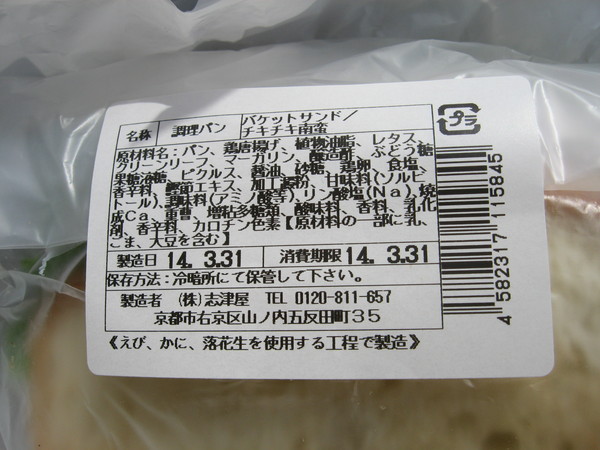 名称 調理パン バケットサンド/
チキチキ南蛮
原材料名:パン、鶏唐揚げ、植物油脂、レタス、
グリーンリーフ、マーガリン、醸造酢、ぶどう糖
果糖液糖、ピクルス、醤油、砂糖、鶏卵、食塩、
香辛料、鰹節エキス、加工澱粉、甘味料(ソルビ
トール)、調味料(アミノ酸等)、リン酸塩(Na)、焼
成Ca、重曹、増粘多糖類、酸味料、香料、乳化
剤、香辛料、カロチン色素【原材料の一部に乳、
ごま、大豆を含む】
製造日 14. 3.31 消費期限 14. 3.31
保存方法:冷暗所にて保管して下さい。
製造者 (株)志津屋 TEL 0120-811-657
京都市右京区山ノ内五反田町35
《えび、かに、落花生を使用する工程で製造》
プラ
4 582317 115845